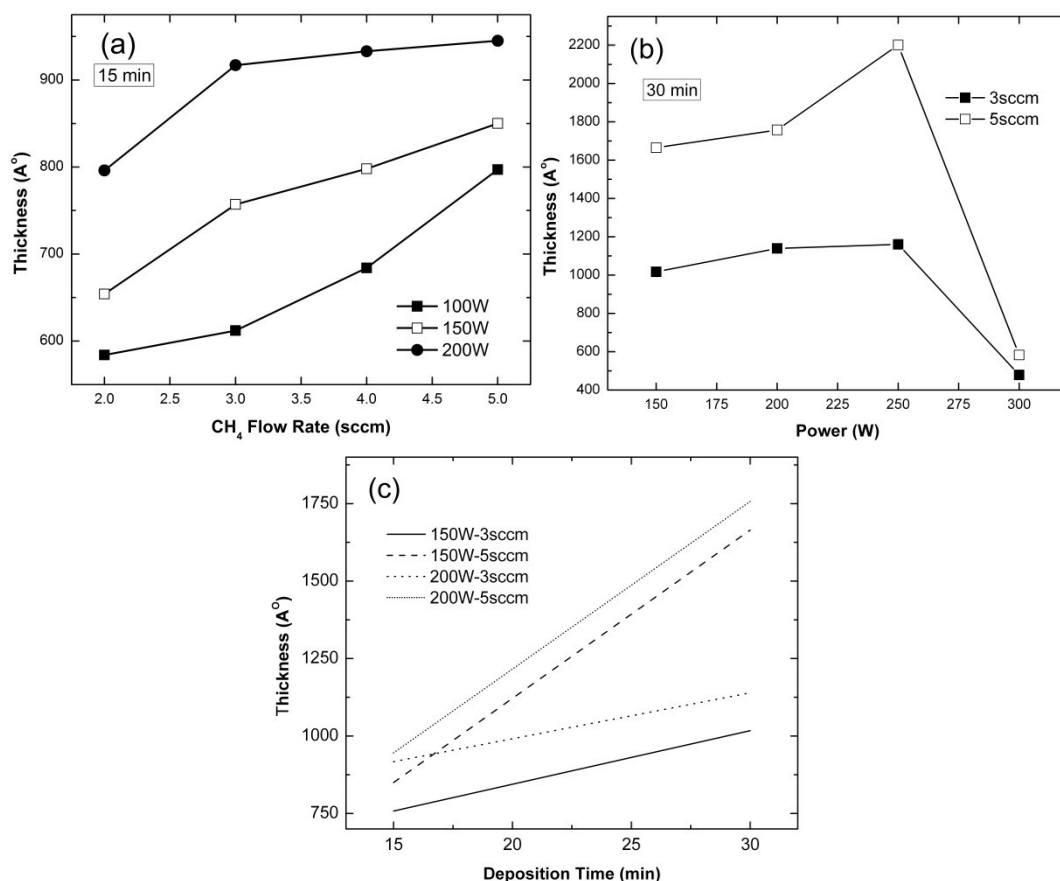 (a)
15 min
900
800
700
600
Thickness (A°)
2.0 2.5 3.0 3.5 4.0 4.5 5.0
CH₄ Flow Rate (sccm)
100W
150W
200W
(b)
30 min
2200
2000
1800
1600
1400
1200
1000
800
600
400
Thickness (A°)
150 175 200 225 250 275 300
Power (W)
3sccm
5sccm
(c)
1750
1500
1250
1000
750
Thickness (A°)
15 20 25 30
Deposition Time (min)
150W-3sccm
150W-5sccm
200W-3sccm
200W-5sccm